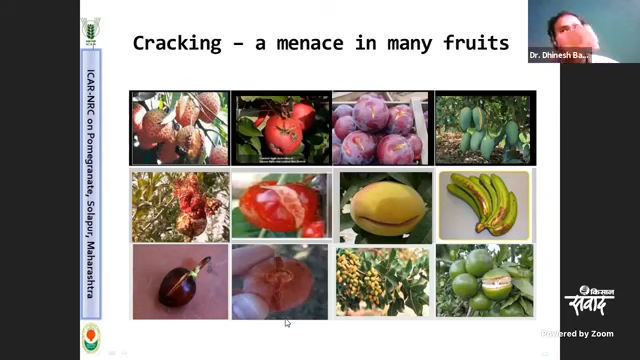 Cracking – a menace in many fruits
Dr. Dhinesh Ba...
ICAR-NRC on Pomegranate, Solapur, Maharashtra
किसान
संवाद
Powered by Zoom